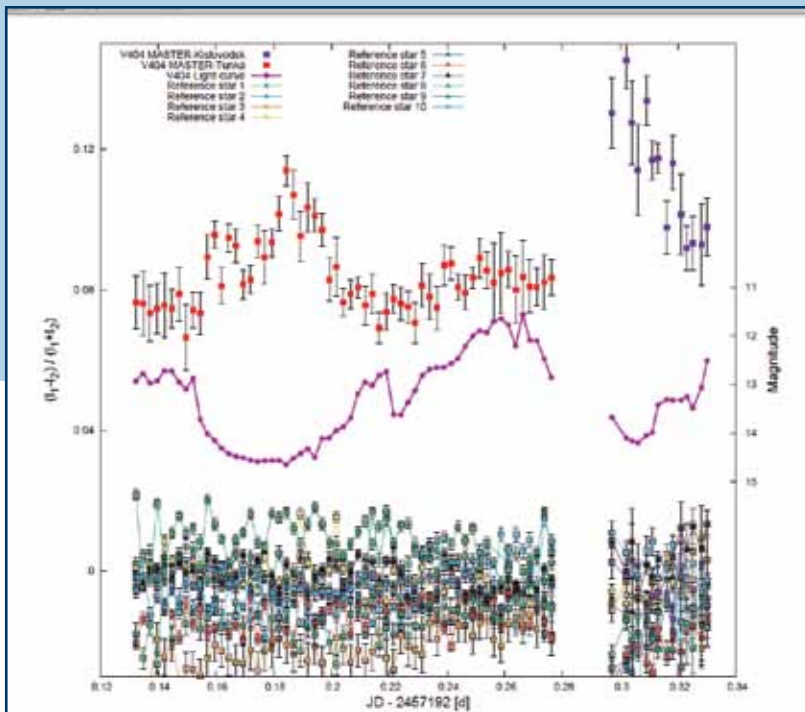 V404 MASTER-Kislovodsk
V404 MASTER-Tunka
V404 Light-curve
Reference star 1
Reference star 2
Reference star 3
Reference star 4
Reference star 5
Reference star 6
Reference star 7
Reference star 8
Reference star 9
Reference star 10
0.12
0.08
0.04
0
(I₁-I₂) / (I₁+I₂)
11
12
13
14
15
Magnitude
0.12
0.14
0.16
0.18
0.2
0.22
0.24
0.26
0.28
0.3
0.32
0.34
JD - 2457192 [d]